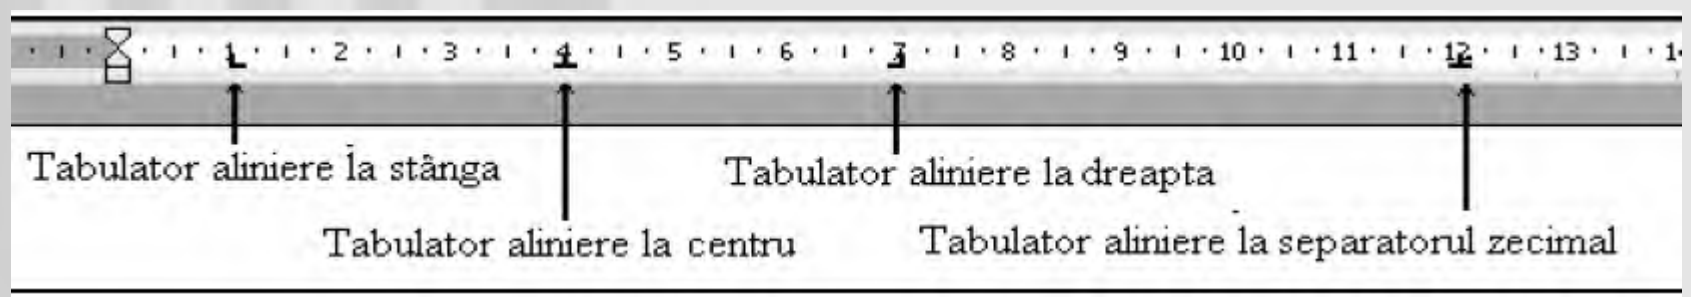 1 2 3 4 5 6 7 8 9 10 11 12 13 1
Tabulator aliniere la stânga
Tabulator aliniere la dreapta
Tabulator aliniere la centru
Tabulator aliniere la separatorul zecimal